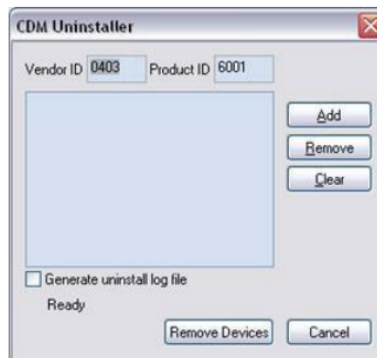 CDM Uninstaller
Vendor ID 0403 Product ID 6001
Add
Remove
Clear
Generate uninstall log file
Ready
Remove Devices Cancel